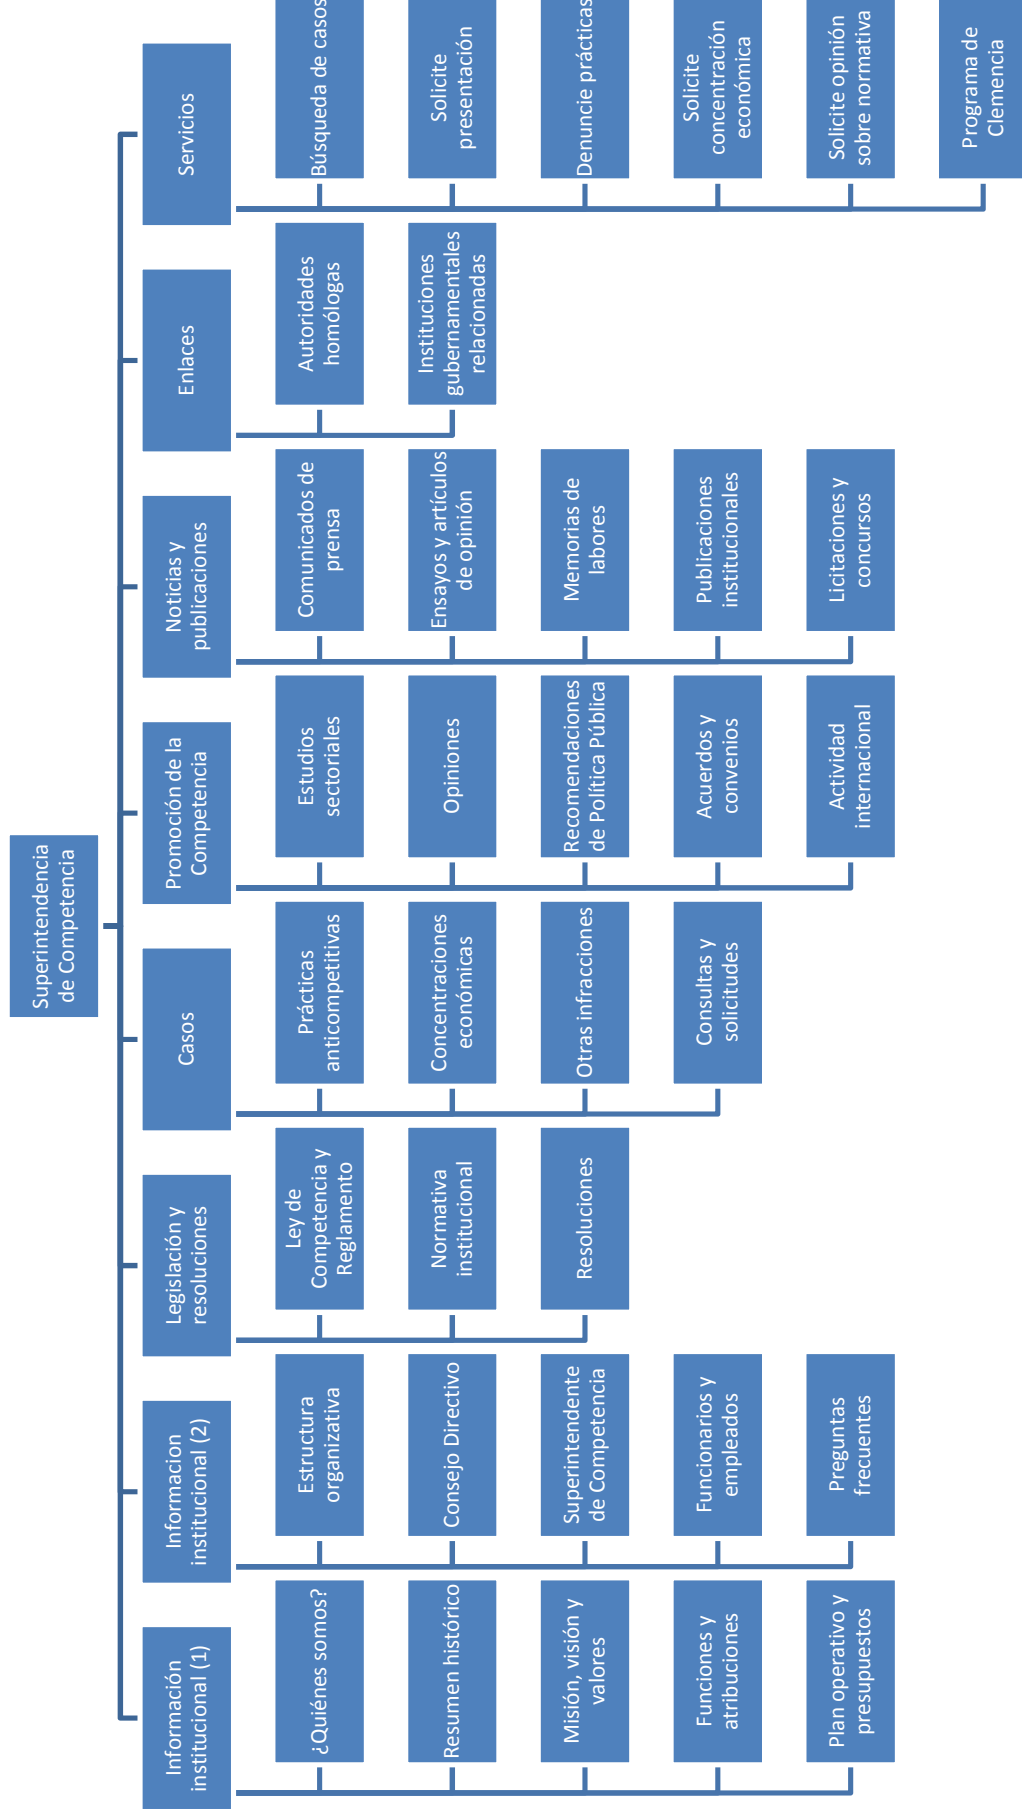 Superintendencia
de Competencia
Información
institucional (1)
¿Quiénes somos?
Resumen histórico
Misión, visión y
valores
Funciones y
atribuciones
Plan operativo y
presupuestos
Informacion
institucional (2)
Estructura
organizativa
Consejo Directivo
Superintendente
de Competencia
Funcionarios y
empleados
Preguntas
frecuentes
Legislación y
resoluciones
Ley de
Competencia y
Reglamento
Normativa
institucional
Resoluciones
Casos
Prácticas
anticompetitivas
Concentraciones
económicas
Otras infracciones
Consultas y
solicitudes
Promoción de la
Competencia
Estudios
sectoriales
Opiniones
Recomendaciones
de Política Pública
Acuerdos y
convenios
Actividad
internacional
Noticias y
publicaciones
Comunicados de
prensa
Ensayos y artículos
de opinión
Memorias de
labores
Publicaciones
institucionales
Licitaciones y
concursos
Enlaces
Autoridades
homólogas
Instituciones
gubernamentales
relacionadas
Servicios
Búsqueda de casos
Solicite
presentación
Denuncie prácticas
Solicite
concentración
económica
Solicite opinión
sobre normativa
Programa de
Clemencia